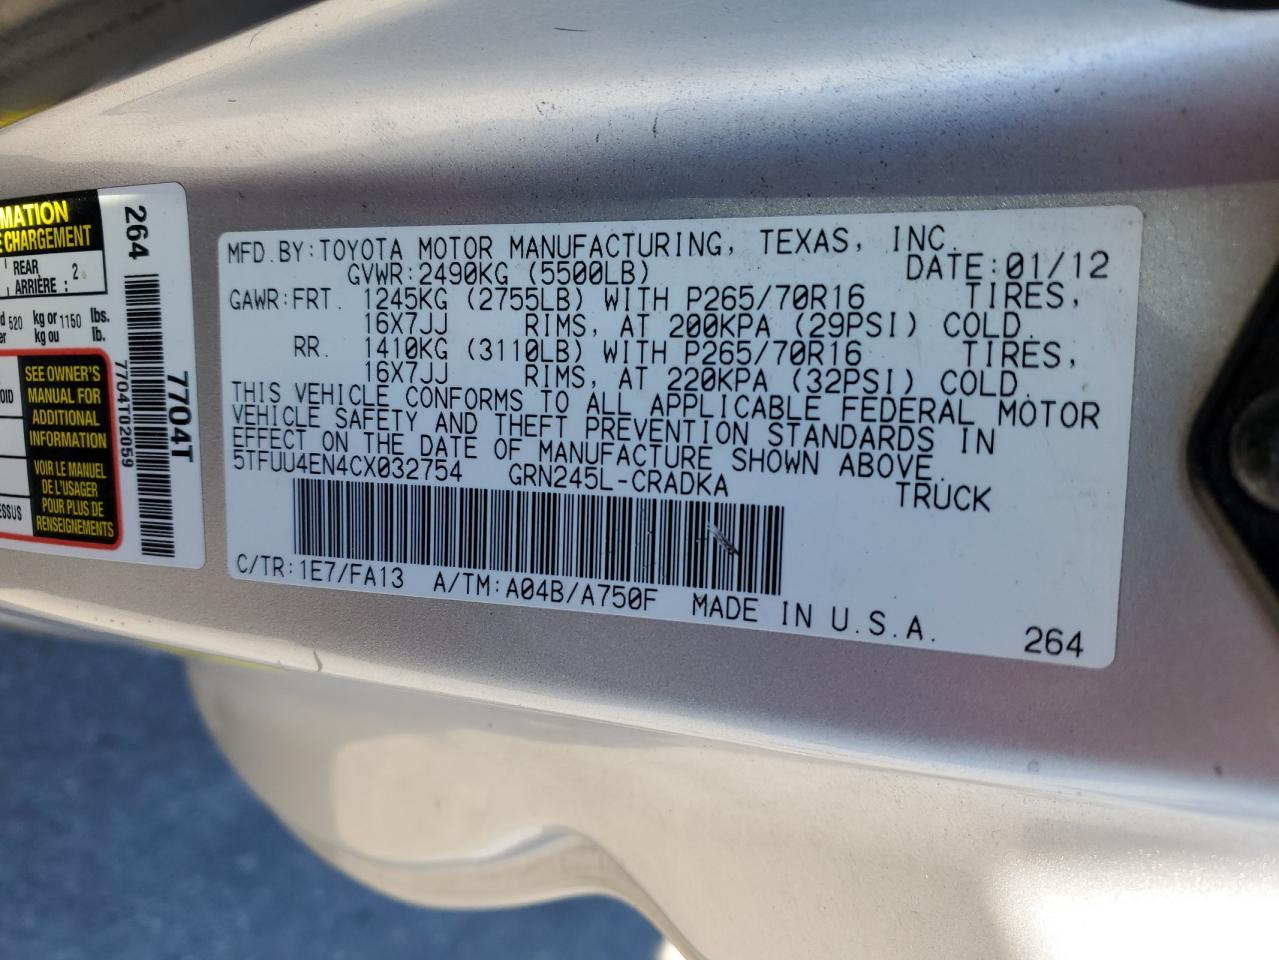 MFD.BY:TOYOTA MOTOR MANUFACTURING, TEXAS, INC.
GVWR:2490KG (5500LB) DATE:01/12
GAWR:FRT. 1245KG (2755LB) WITH P265/70R16 TIRES,
16X7JJ RIMS, AT 200KPA (29PSI) COLD.
RR. 1410KG (3110LB) WITH P265/70R16 TIRES,
16X7JJ RIMS, AT 220KPA (32PSI) COLD.
THIS VEHICLE CONFORMS TO ALL APPLICABLE FEDERAL MOTOR
VEHICLE SAFETY AND THEFT PREVENTION STANDARDS IN
EFFECT ON THE DATE OF MANUFACTURE SHOWN ABOVE.
5TFUU4EN4CX032754 GRN245L-CRADKA TRUCK
C/TR:1E7/FA13 A/TM:A04B/A750F MADE IN U.S.A. 264
MATION
CHARGEMENT
REAR
ARRIÈRE : 2
520 kg or 1150 lbs.
kg ou lb.
SEE OWNER'S
MANUAL FOR
ADDITIONAL
INFORMATION
VOIR LE MANUEL
DE L'USAGER
POUR PLUS DE
RENSEIGNEMENTS
264
7704T
7704T02059